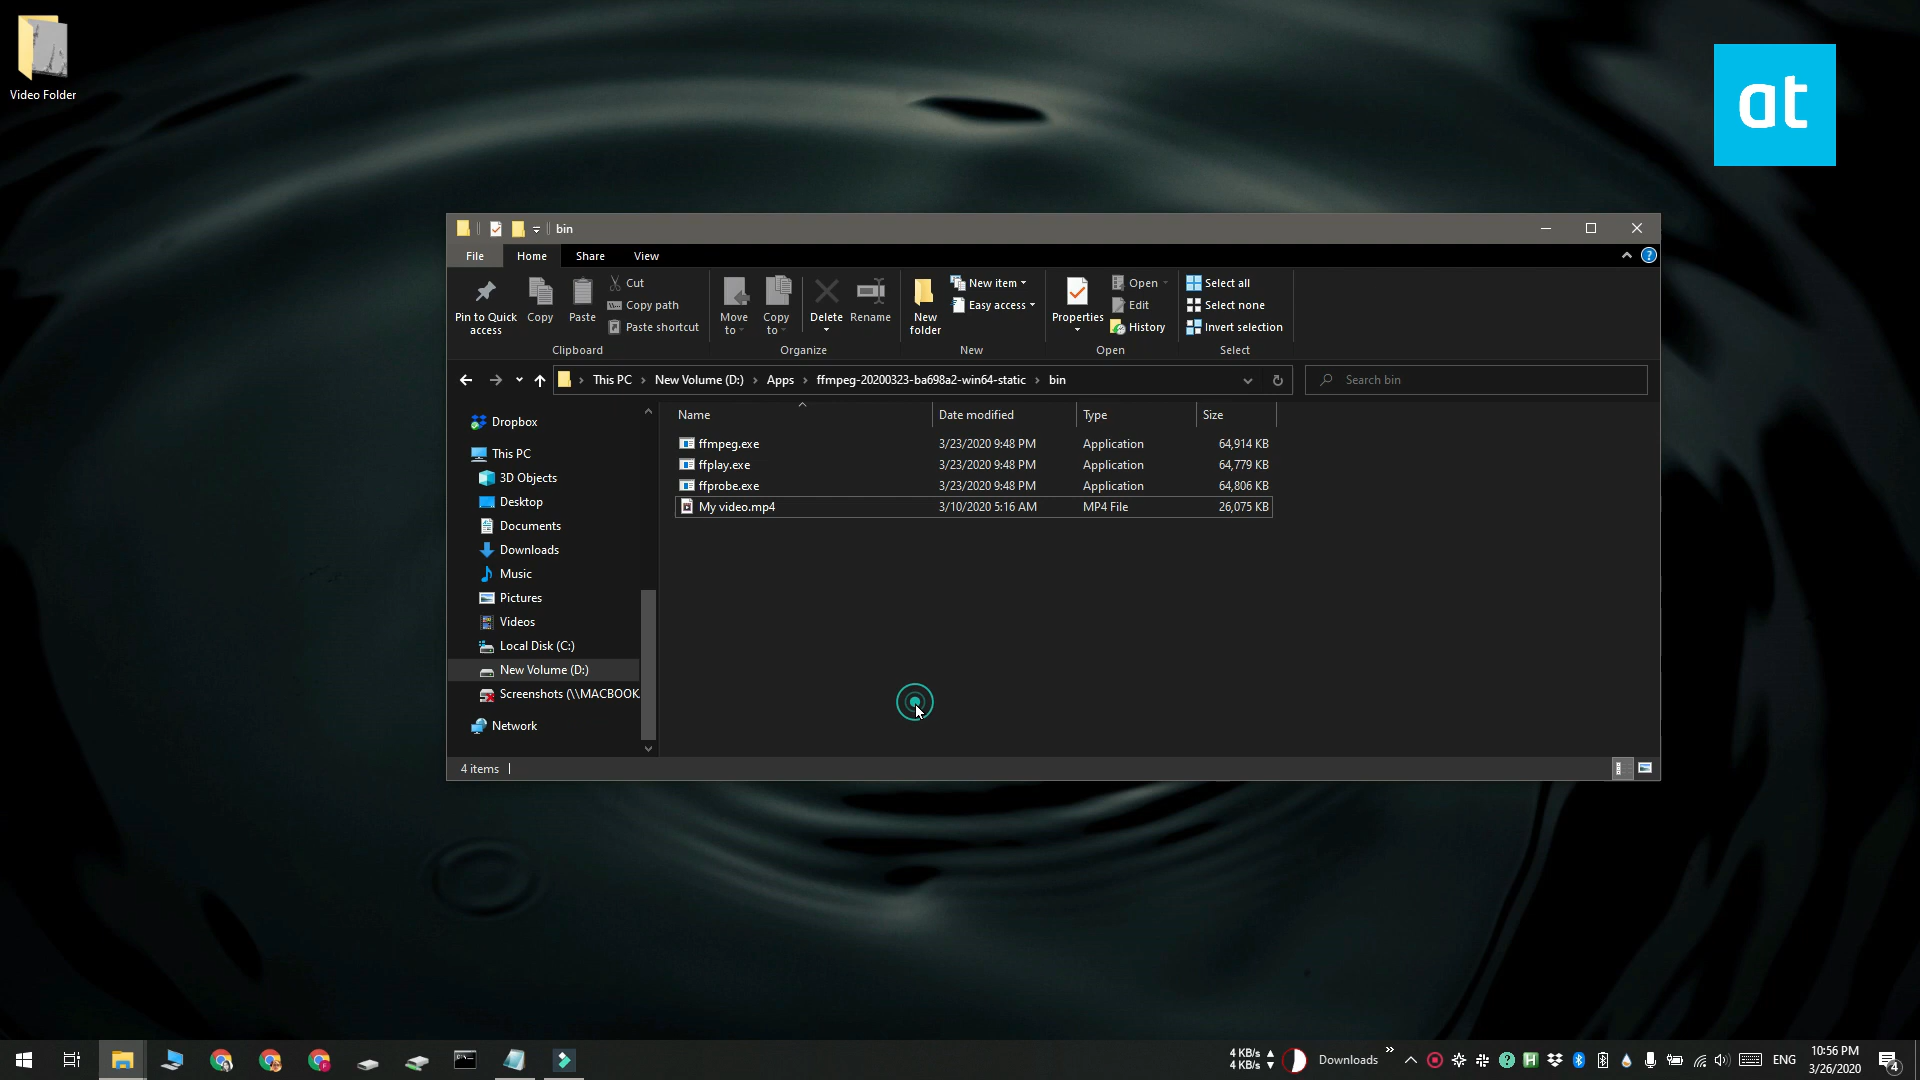 Video Folder
at
bin
File Home Share View
Pin to Quick access
Copy
Paste
Cut
Copy path
Paste shortcut
Clipboard
Move to
Copy to
Delete
Rename
Organize
New folder
New item
Easy access
New
Properties
Open
Edit
History
Open
Select all
Select none
Invert selection
Select
This PC New Volume (D:) Apps ffmpeg-20200323-ba698a2-win64-static bin
Search bin
Dropbox
This PC
3D Objects
Desktop
Documents
Downloads
Music
Pictures
Videos
Local Disk (C:)
New Volume (D:)
Screenshots (\\MACBOOK
Network
Name Date modified Type Size
ffmpeg.exe 3/23/2020 9:48 PM Application 64,914 KB
ffplay.exe 3/23/2020 9:48 PM Application 64,779 KB
ffprobe.exe 3/23/2020 9:48 PM Application 64,806 KB
My video.mp4 3/10/2020 5:16 AM MP4 File 26,075 KB
4 items
4 KB/s
4 KB/s
Downloads
ENG
10:56 PM
3/26/2020
4